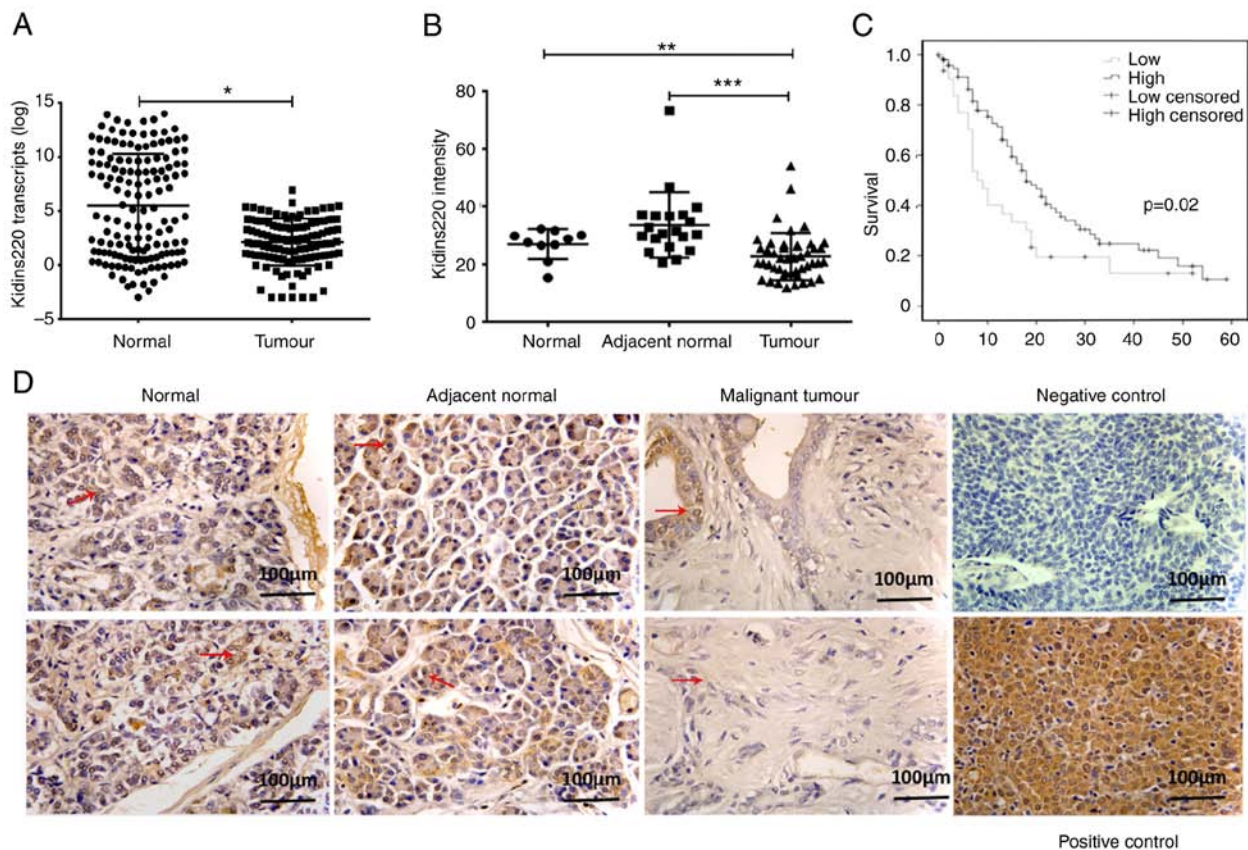 A
Kidins220 transcripts (log)
15
10
5
0
–5
*
Normal
Tumour
B
Kidins220 intensity
80
60
40
20
0
**
***
Normal
Adjacent normal
Tumour
C
Survival
1.0
0.8
0.6
0.4
0.2
0
Low
High
Low censored
High censored
p=0.02
0
10
20
30
40
50
60
D
Normal
Adjacent normal
Malignant tumour
Negative control
100μm
100μm
100μm
100μm
100μm
100μm
100μm
100μm
Positive control